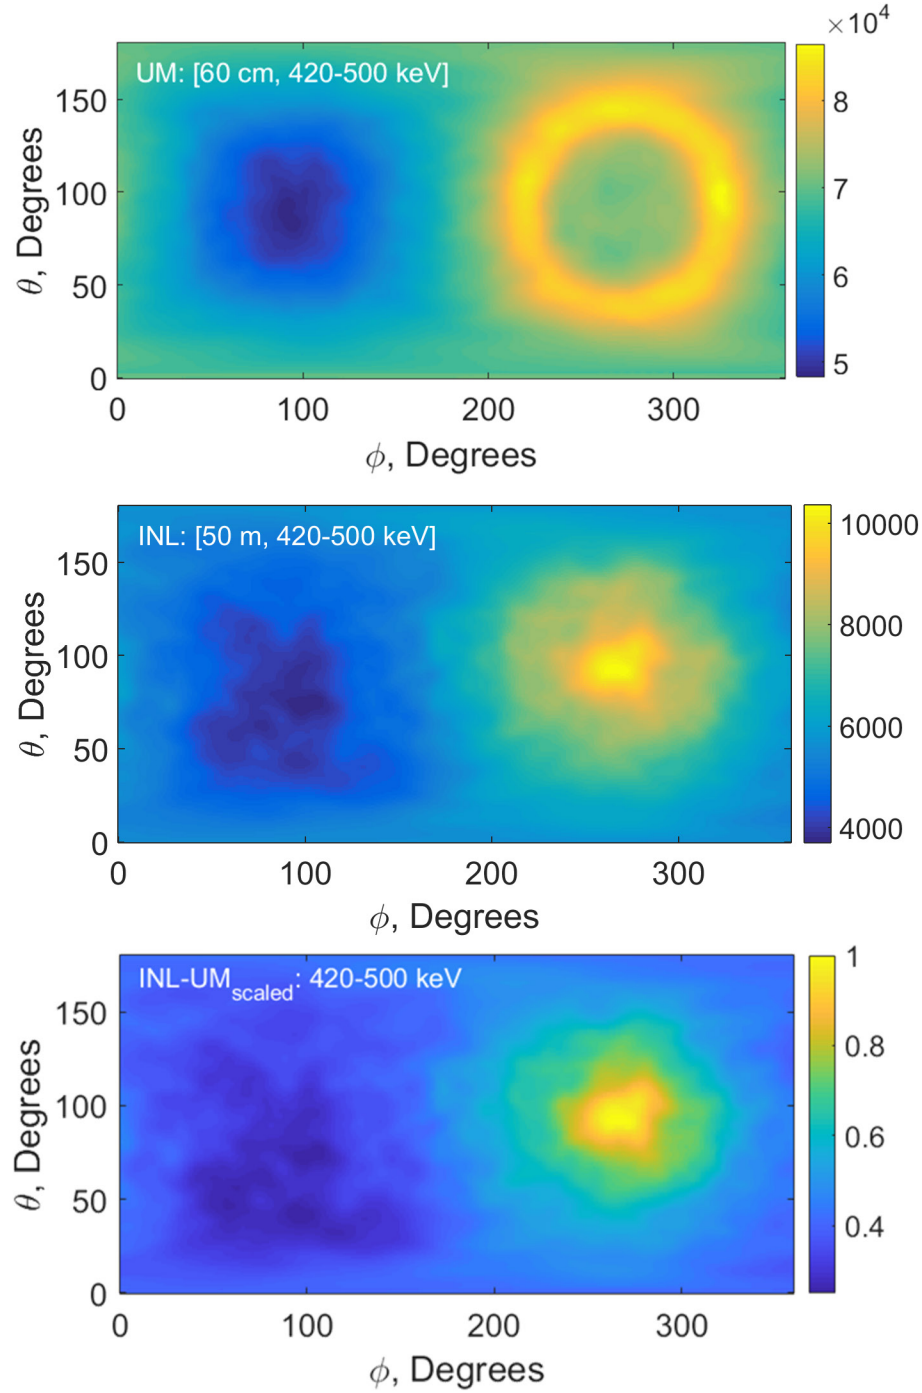 ×10⁴
UM: [60 cm, 420-500 keV]
150
100
50
0
θ, Degrees
0 100 200 300
ϕ, Degrees
8
7
6
5
INL: [50 m, 420-500 keV]
150
100
50
0
θ, Degrees
0 100 200 300
ϕ, Degrees
10000
8000
6000
4000
INL-UMscaled: 420-500 keV
150
100
50
0
θ, Degrees
0 100 200 300
ϕ, Degrees
1
0.8
0.6
0.4